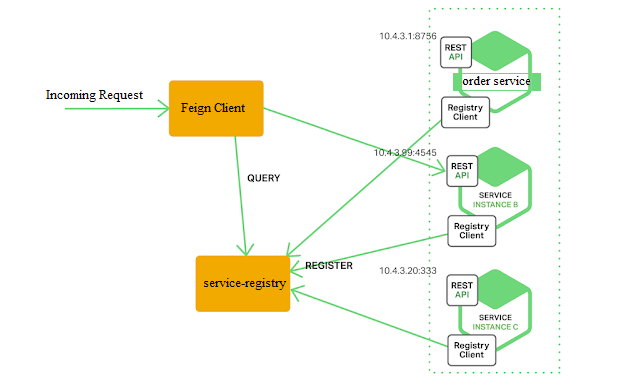 10.4.3.1:8756
REST
API
order service
Registry
Client
Incoming Request
Feign Client
10.4.3.99:4545
REST
API
SERVICE
INSTANCE B
QUERY
Registry
Client
REGISTER
10.4.3.20:333
service-registry
REST
API
SERVICE
INSTANCE C
Registry
Client